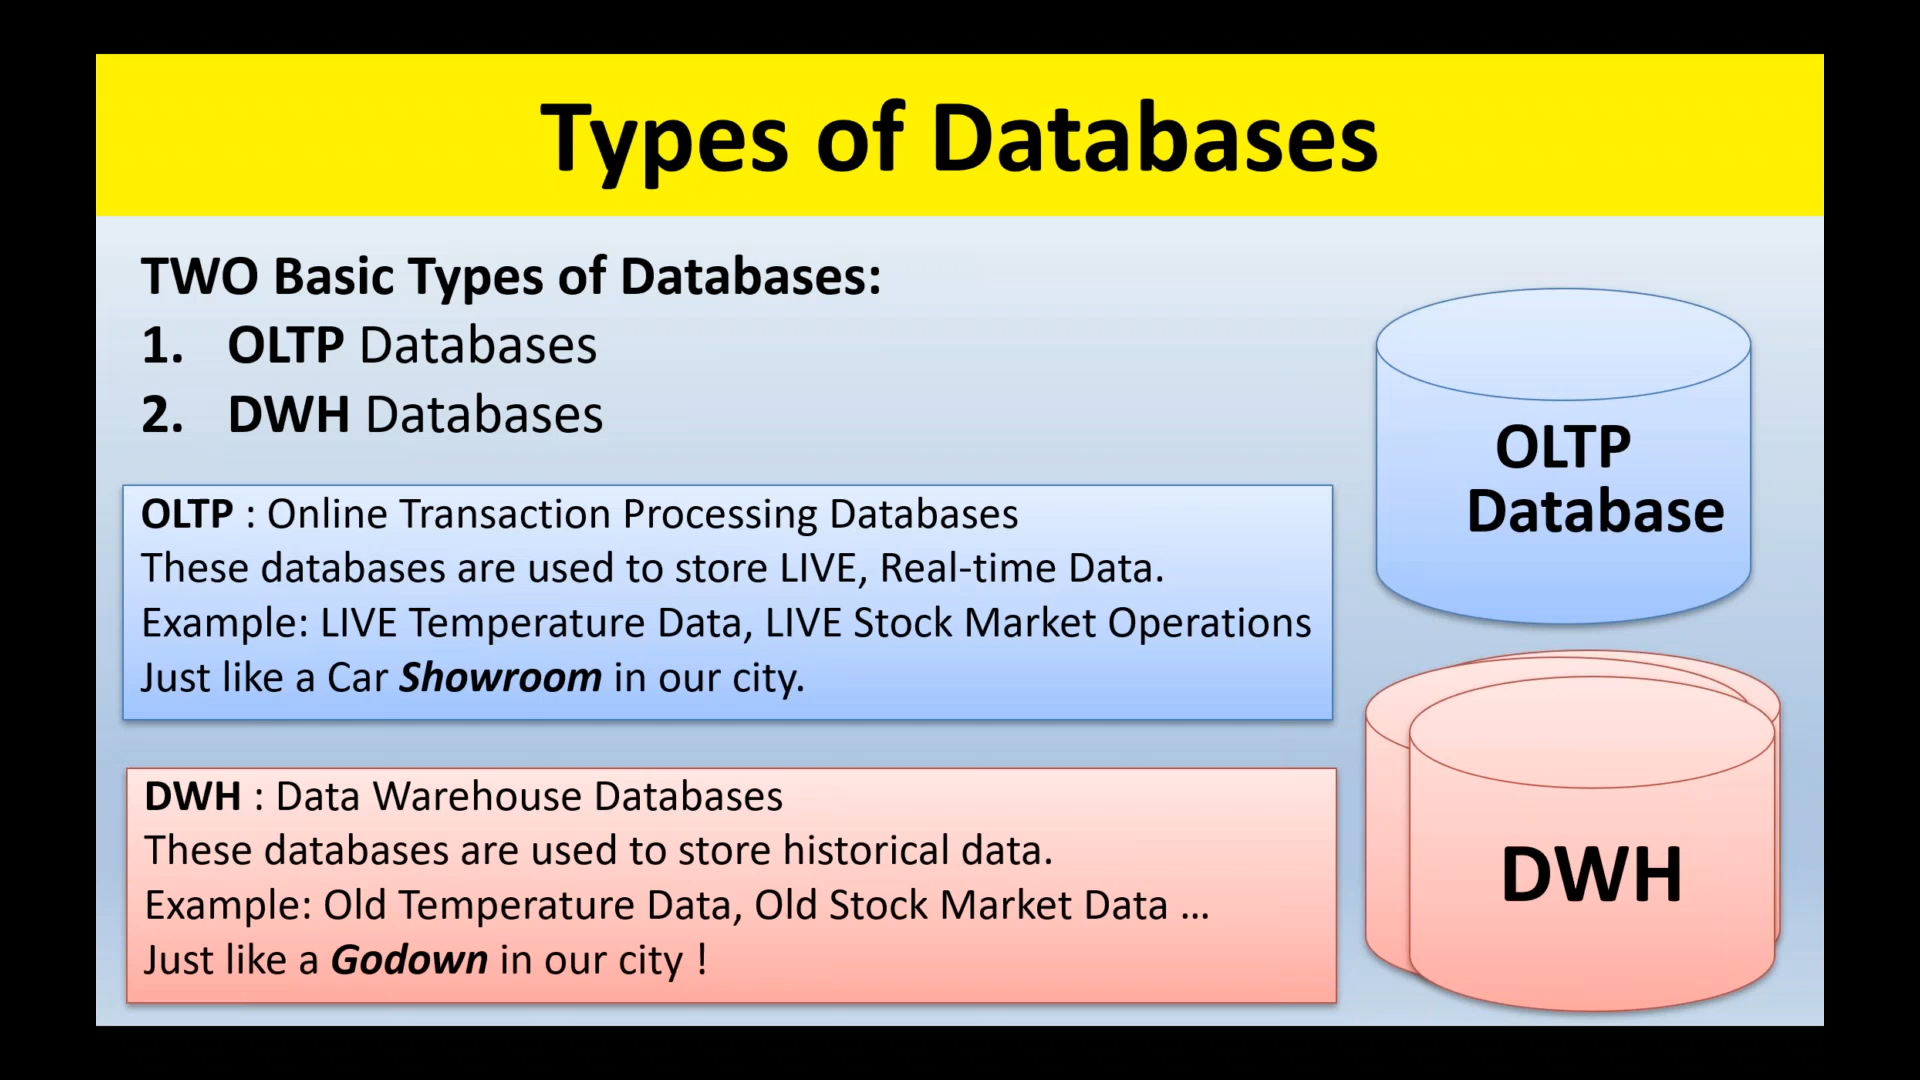 Types of Databases
TWO Basic Types of Databases:
1. OLTP Databases
2. DWH Databases
OLTP : Online Transaction Processing Databases
These databases are used to store LIVE, Real-time Data.
Example: LIVE Temperature Data, LIVE Stock Market Operations
Just like a Car Showroom in our city.
DWH : Data Warehouse Databases
These databases are used to store historical data.
Example: Old Temperature Data, Old Stock Market Data ...
Just like a Godown in our city !
OLTP
Database
DWH